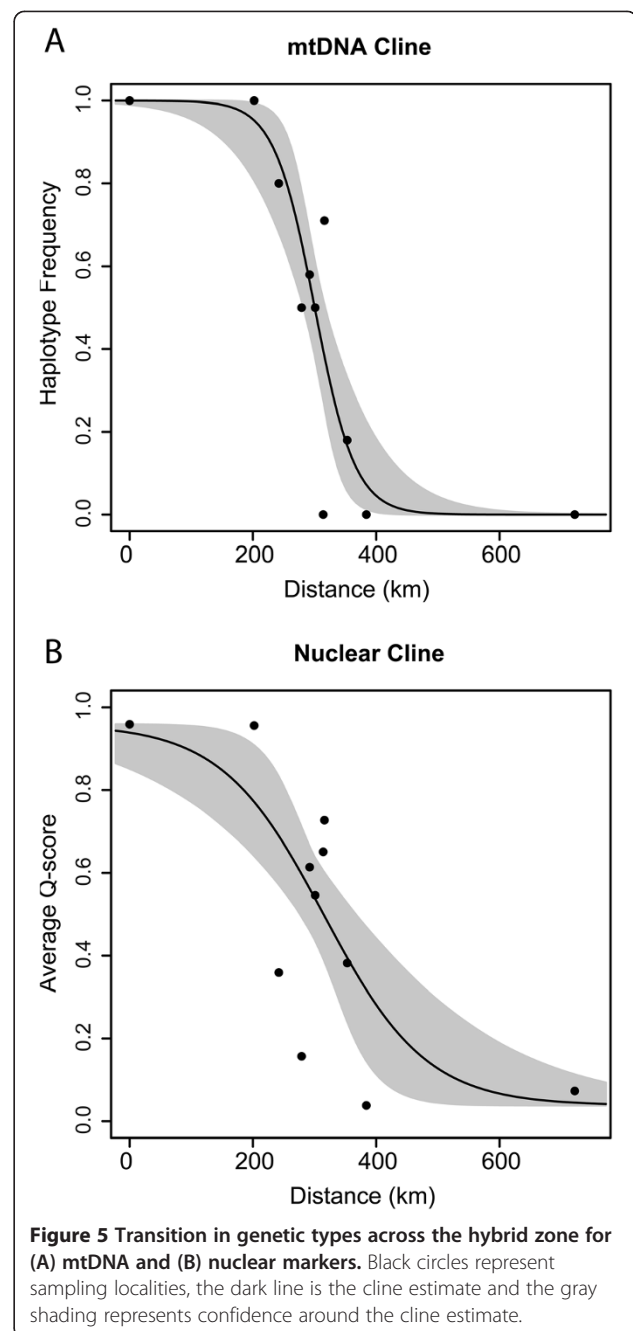 A
mtDNA Cline
1.0
0.8
0.6
0.4
0.2
0.0
Haplotype Frequency
0 200 400 600
Distance (km)
B
Nuclear Cline
1.0
0.8
0.6
0.4
0.2
0.0
Average Q-score
0 200 400 600
Distance (km)
Figure 5 Transition in genetic types across the hybrid zone for
(A) mtDNA and (B) nuclear markers. Black circles represent
sampling localities, the dark line is the cline estimate and the gray
shading represents confidence around the cline estimate.